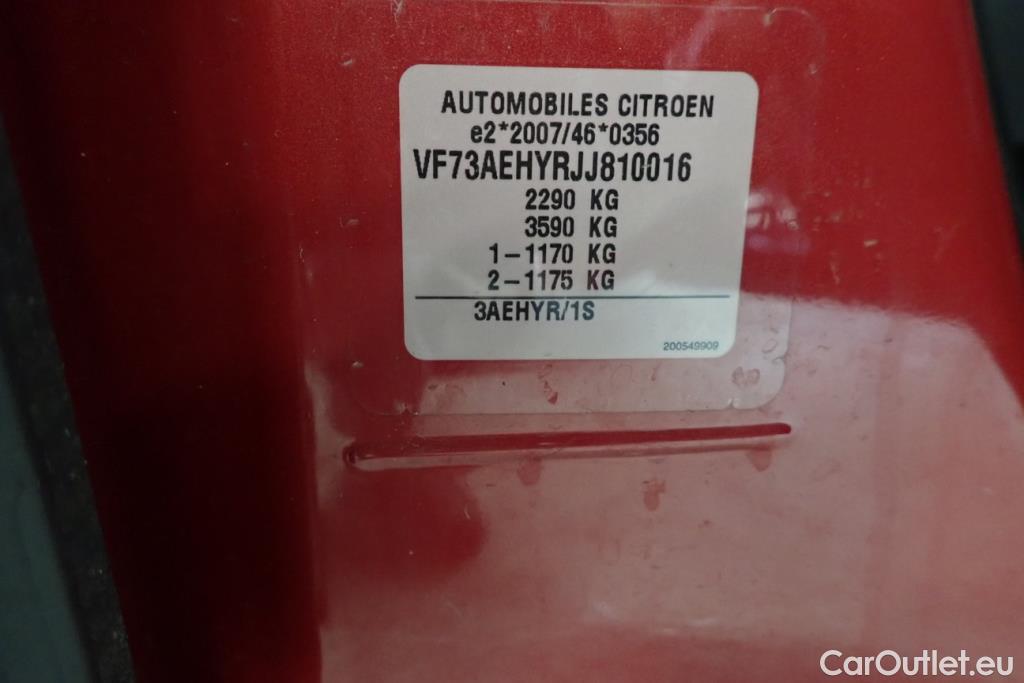 AUTOMOBILES CITROEN
e2*2007/46*0356
VF73AEHYRJJ810016
2290 KG
3590 KG
1-1170 KG
2-1175 KG
3AEHYR/1S
200549909
CarOutlet.eu